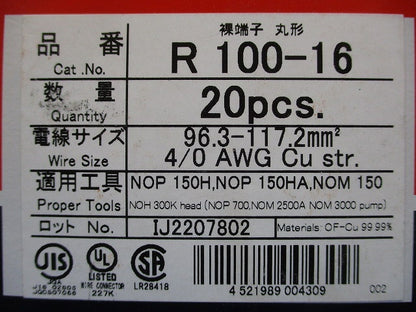 裸端子 丸形
品番 R 100-16
Cat.No.
数量 20pcs.
Quantity
電線サイズ 96.3-117.2mm²
Wire Size 4/0 AWG Cu str.
適用工具 NOP 150H,NOP 150HA,NOM 150
Proper Tools NOH 300K head (NOP 700,NOM 2500A NOM 3000 pump)
ロット No. IJ2207802 Materials OF-Cu 99.99%
JIS UL LISTED SA
WIRE CONNECTOR LR28418
227K
4 521989 004309 002